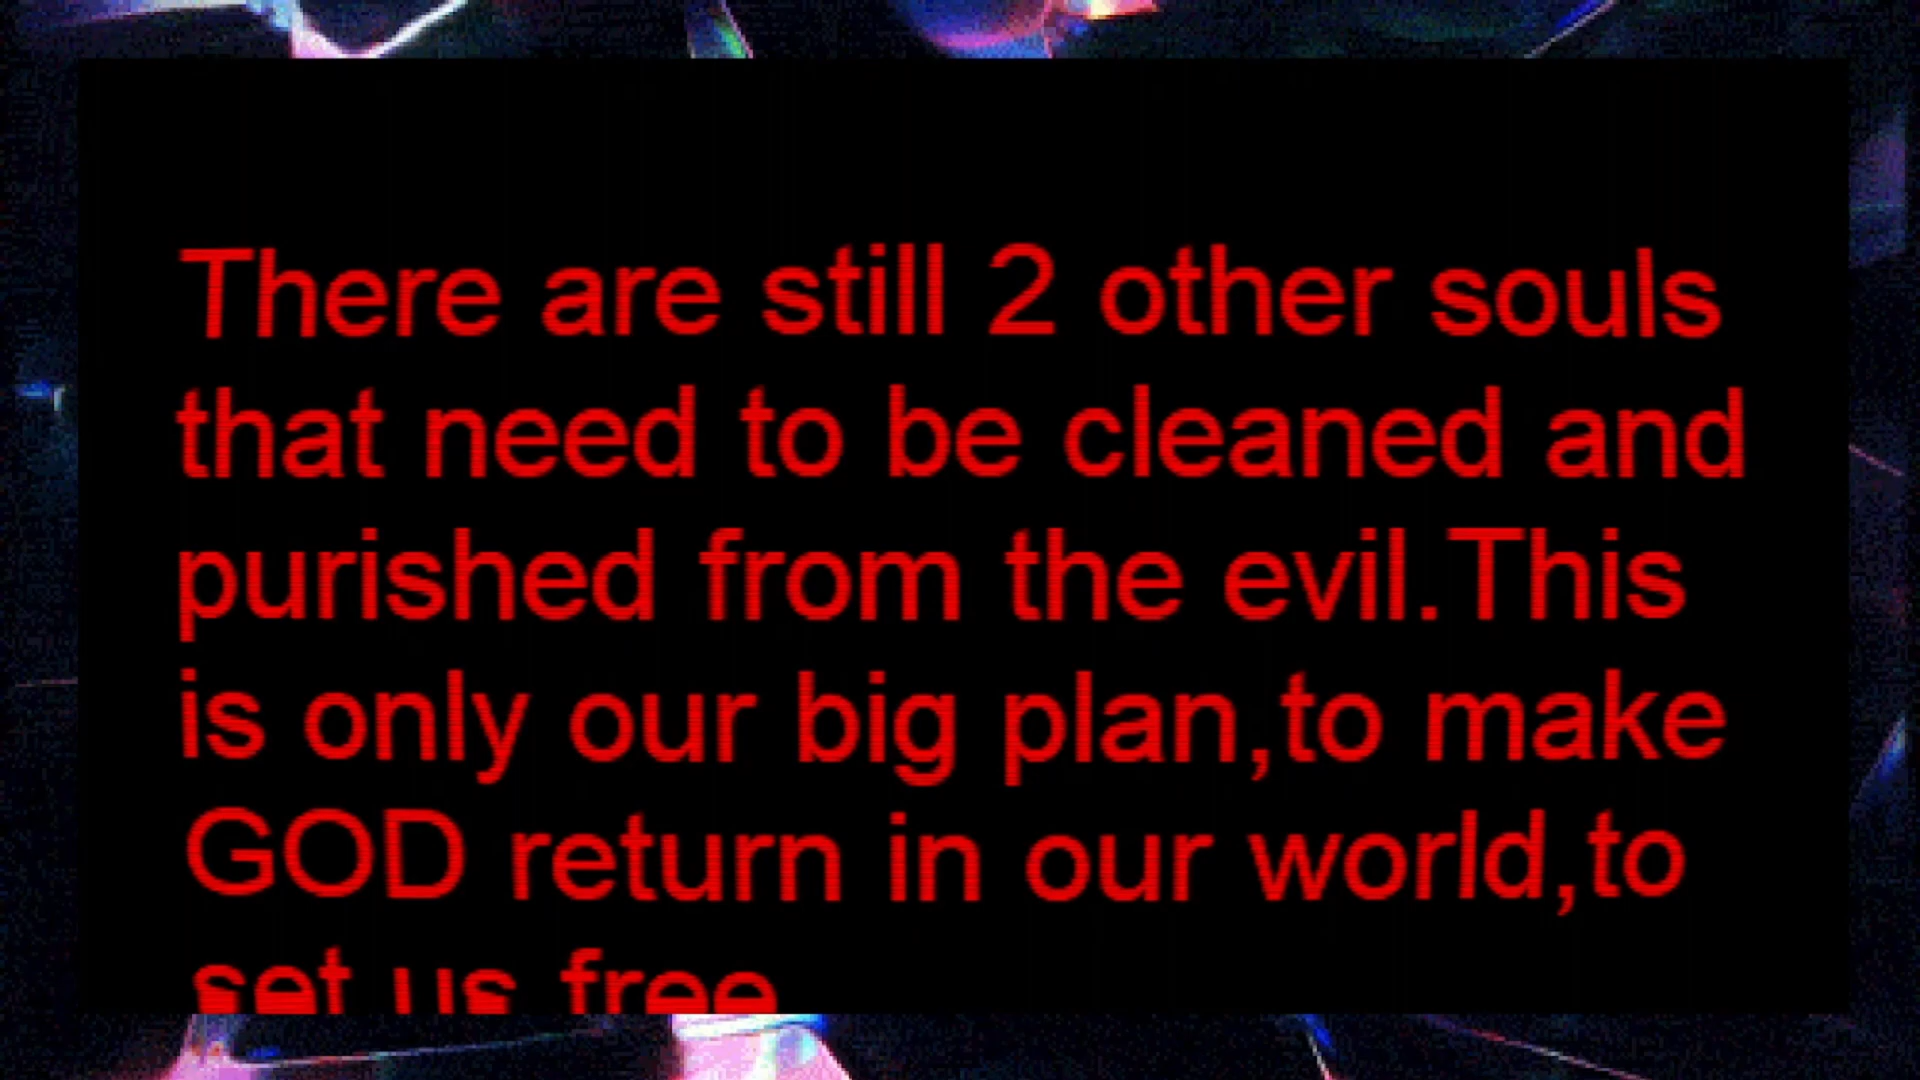 There are still 2 other souls
that need to be cleaned and
purished from the evil.This
is only our big plan,to make
GOD return in our world,to
set us free